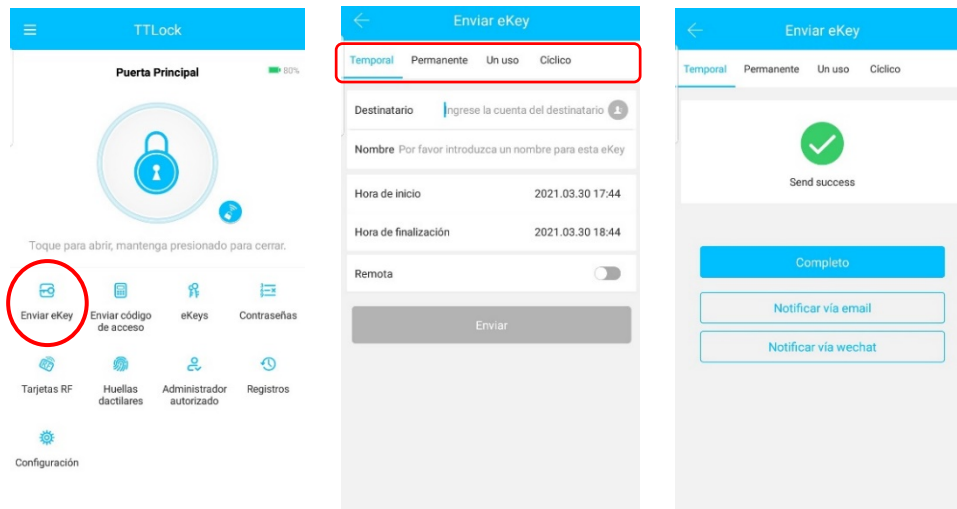 TTLock
Puerta Principal
80%
Toque para abrir, mantenga presionado para cerrar.
Enviar eKey
Enviar código
de acceso
eKeys
Contraseñas
Tarjetas RF
Huellas
dactilares
Administrador
autorizado
Registros
Configuración
Enviar eKey
Temporal Permanente Un uso Cíclico
Destinatario Ingrese la cuenta del destinatario
Nombre Por favor introduzca un nombre para esta eKey
Hora de inicio 2021.03.30 17:44
Hora de finalización 2021.03.30 18:44
Remota
Enviar
Enviar eKey
Temporal Permanente Un uso Cíclico
Send success
Completo
Notificar vía email
Notificar vía wechat